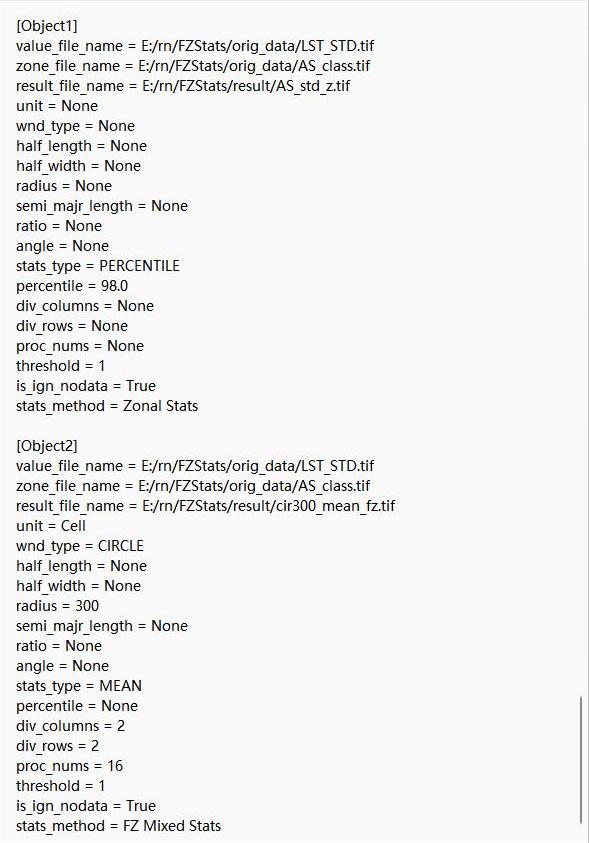 [Object1]
value_file_name = E:/rn/FZStats/orig_data/LST_STD.tif
zone_file_name = E:/rn/FZStats/orig_data/AS_class.tif
result_file_name = E:/rn/FZStats/result/AS_std_z.tif
unit = None
wnd_type = None
half_length = None
half_width = None
radius = None
semi_majr_length = None
ratio = None
angle = None
stats_type = PERCENTILE
percentile = 98.0
div_columns = None
div_rows = None
proc_nums = None
threshold = 1
is_ign_nodata = True
stats_method = Zonal Stats
[Object2]
value_file_name = E:/rn/FZStats/orig_data/LST_STD.tif
zone_file_name = E:/rn/FZStats/orig_data/AS_class.tif
result_file_name = E:/rn/FZStats/result/cir300_mean_fz.tif
unit = Cell
wnd_type = CIRCLE
half_length = None
half_width = None
radius = 300
semi_majr_length = None
ratio = None
angle = None
stats_type = MEAN
percentile = None
div_columns = 2
div_rows = 2
proc_nums = 16
threshold = 1
is_ign_nodata = True
stats_method = FZ Mixed Stats